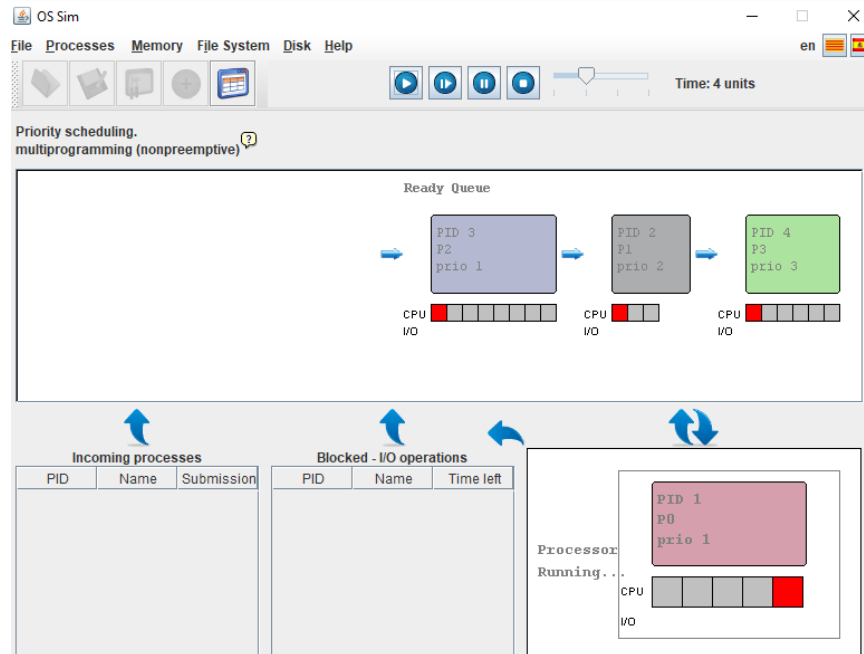 OS Sim
File Processes Memory File System Disk Help en
Time: 4 units
Priority scheduling.
multiprogramming (nonpreemptive) ?
Ready Queue
PID 3 PID 2 PID 4
P2 P1 P3
prio 1 prio 2 prio 3
CPU CPU CPU
I/O I/O I/O
Incoming processes Blocked - I/O operations
PID Name Submission PID Name Time left
PID 1
P0
prio 1
Processor
Running...
CPU
I/O